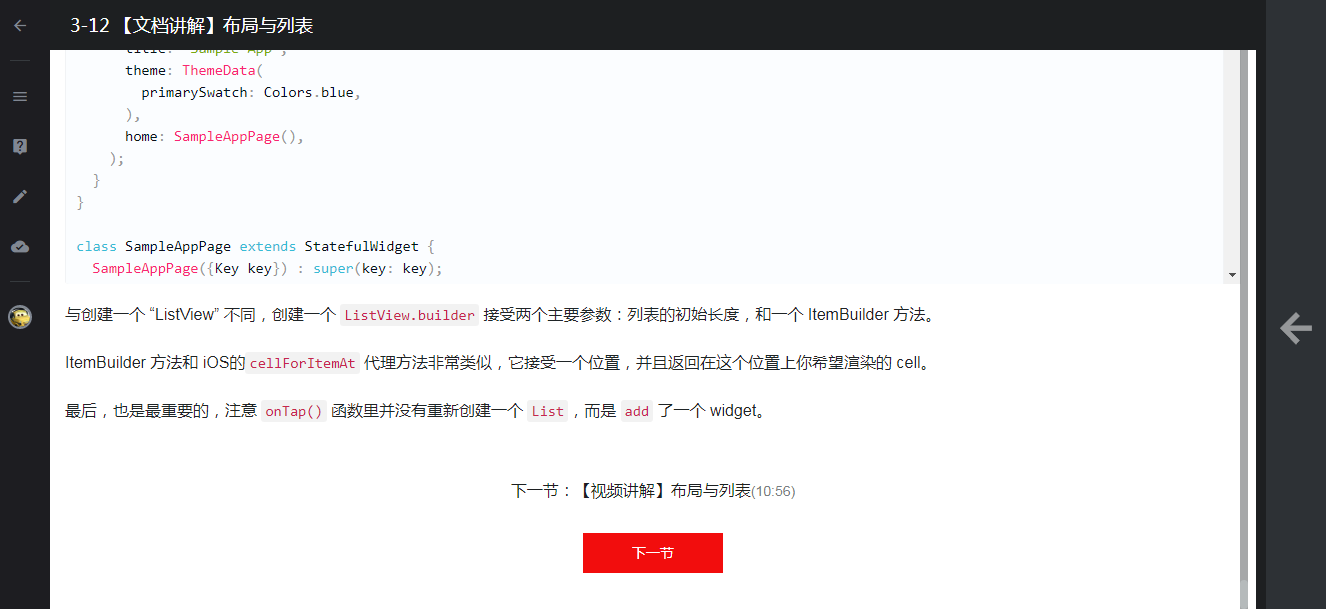 3-12 【文档讲解】布局与列表
title: 'Sample App',
theme: ThemeData(
primarySwatch: Colors.blue,
),
home: SampleAppPage(),
);
}
}
class SampleAppPage extends StatefulWidget {
SampleAppPage({Key key}) : super(key: key);
与创建一个 “ListView” 不同，创建一个 ListView.builder 接受两个主要参数：列表的初始长度，和一个 ItemBuilder 方法。
ItemBuilder 方法和 iOS的 cellForItemAt 代理方法非常类似，它接受一个位置，并且返回在这个位置上你希望渲染的 cell。
最后，也是最重要的，注意 onTap() 函数里并没有重新创建一个 List ，而是 add 了一个 widget。
下一节：【视频讲解】布局与列表(10:56)
下一节